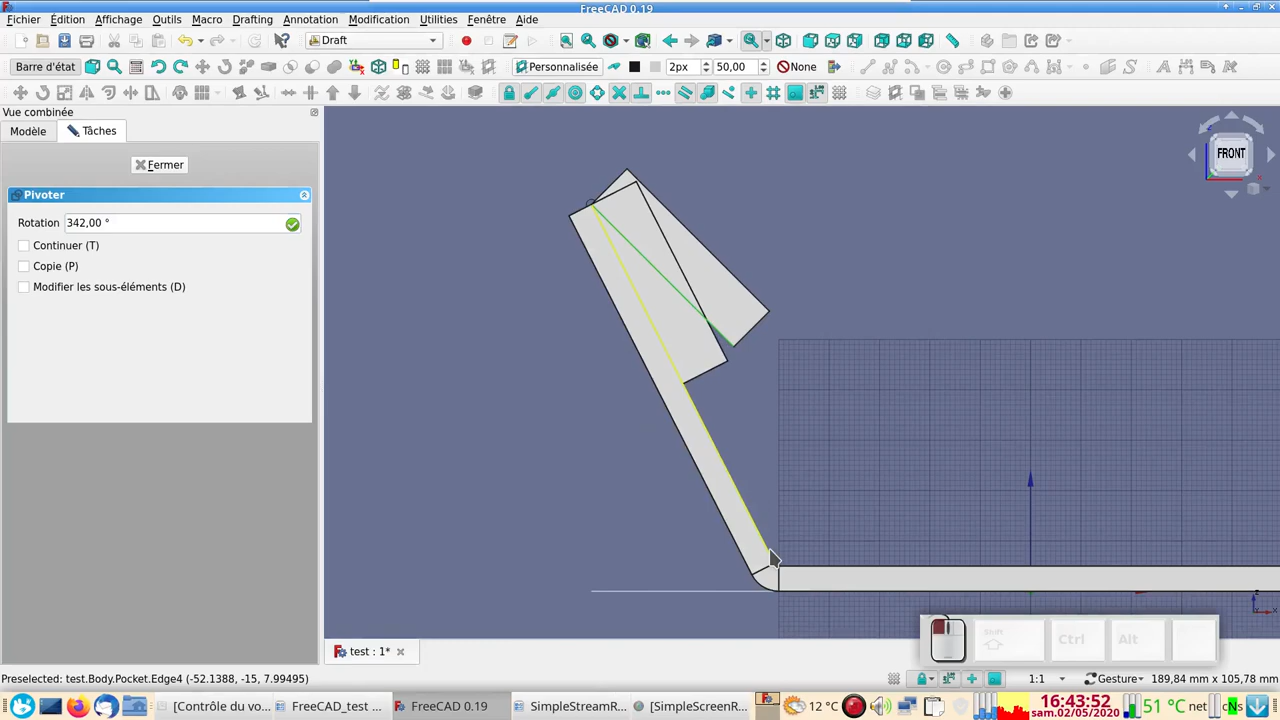 FreeCAD 0.19
Fichier Édition Affichage Outils Macro Drafting Annotation Modification Utilities Fenêtre Aide
Draft
Barre d'état
Personnalisée 2px 50,00 None
Vue combinée
Modèle Tâches
Fermer
Pivoter
Rotation 342,00 °
Continuer (T)
Copie (P)
Modifier les sous-éléments (D)
FRONT
Shift Ctrl Alt
test : 1*
Preselected: test.Body.Pocket.Edge4 (-52.1388, -15, 7.99495) 1:1 Gesture 189,84 mm x 105,78 mm
[Controle du vo FreeCAD_test ... FreeCAD 0.19 SimpleSteamR... [SimpleScreenR... 12 °C 16:43:52 51 °C net
sam.02/05/2020